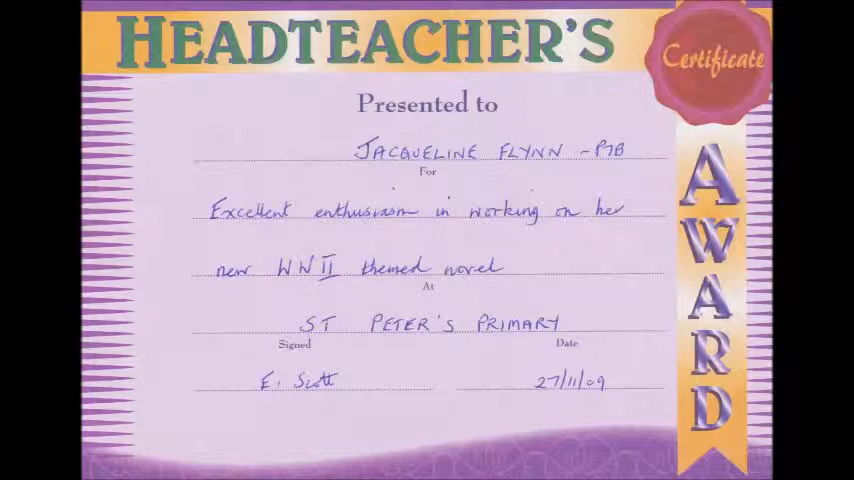 HEADTEACHER'S
Certificate
AWARD
Presented to
JACQUELINE FLYNN - P7B
For
Excellent enthusiasm in working on her
new WWII themed novel
At
ST PETER'S PRIMARY
Signed Date
E. Scott 27/11/09